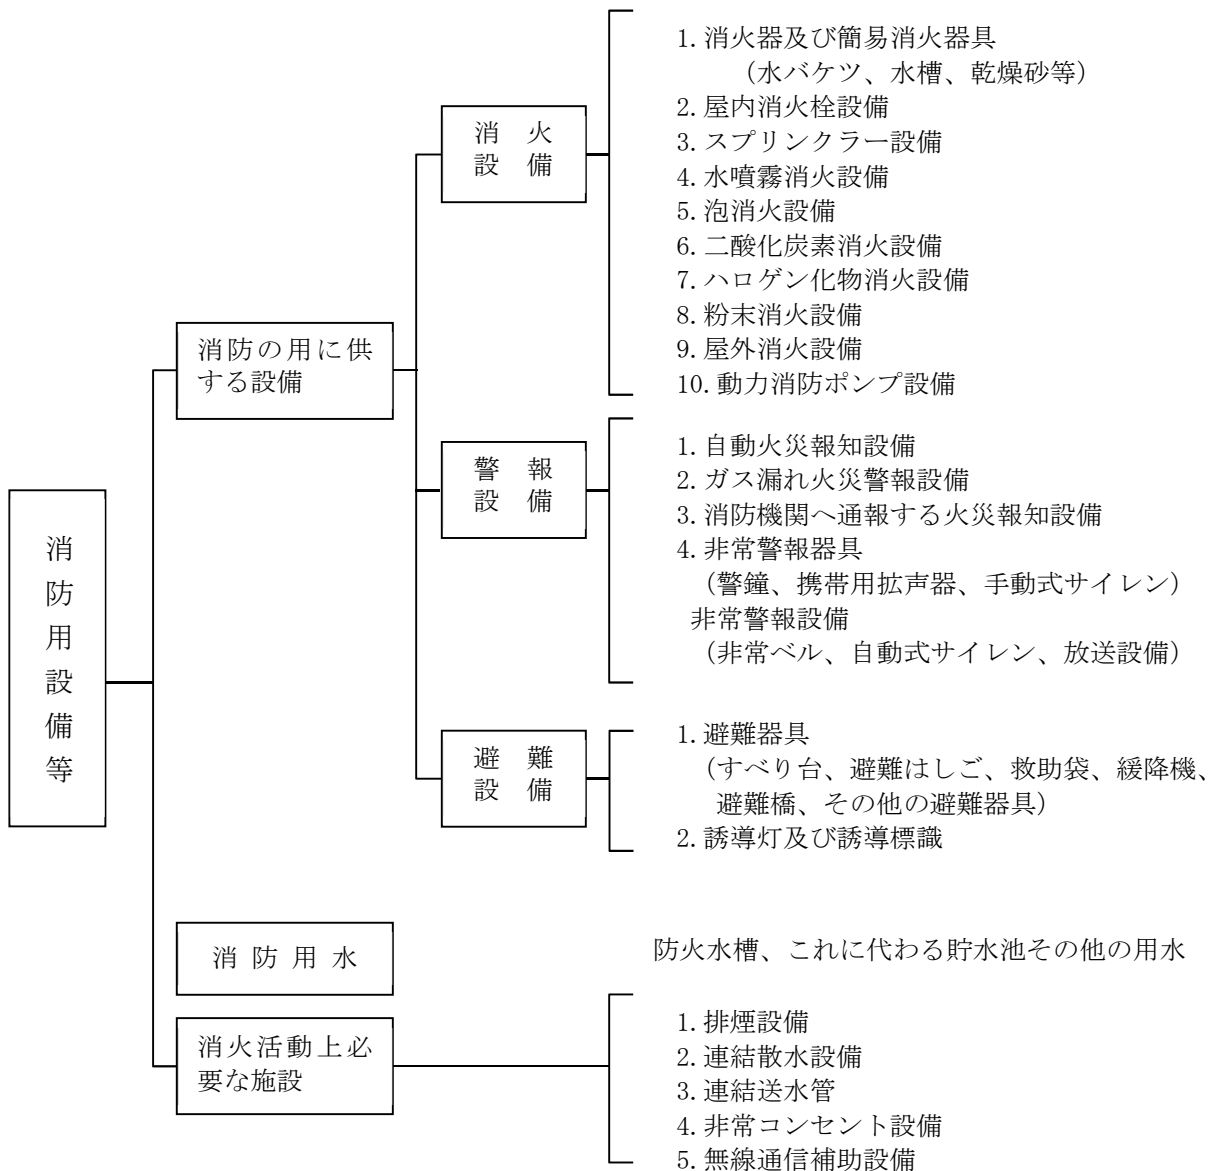 消防用設備等
消防の用に供
する設備
消火
設備
1. 消火器及び簡易消火器具
（水バケツ、水槽、乾燥砂等）
2. 屋内消火栓設備
3. スプリンクラー設備
4. 水噴霧消火設備
5. 泡消火設備
6. 二酸化炭素消火設備
7. ハロゲン化物消火設備
8. 粉末消火設備
9. 屋外消火設備
10. 動力消防ポンプ設備
警報
設備
1. 自動火災報知設備
2. ガス漏れ火災警報設備
3. 消防機関へ通報する火災報知設備
4. 非常警報器具
（警鐘、携帯用拡声器、手動式サイレン）
非常警報設備
（非常ベル、自動式サイレン、放送設備）
避難
設備
1. 避難器具
（すべり台、避難はしご、救助袋、緩降機、
避難橋、その他の避難器具）
2. 誘導灯及び誘導標識
消防用水
防火水槽、これに代わる貯水池その他の用水
消火活動上必
要な施設
1. 排煙設備
2. 連結散水設備
3. 連結送水管
4. 非常コンセント設備
5. 無線通信補助設備